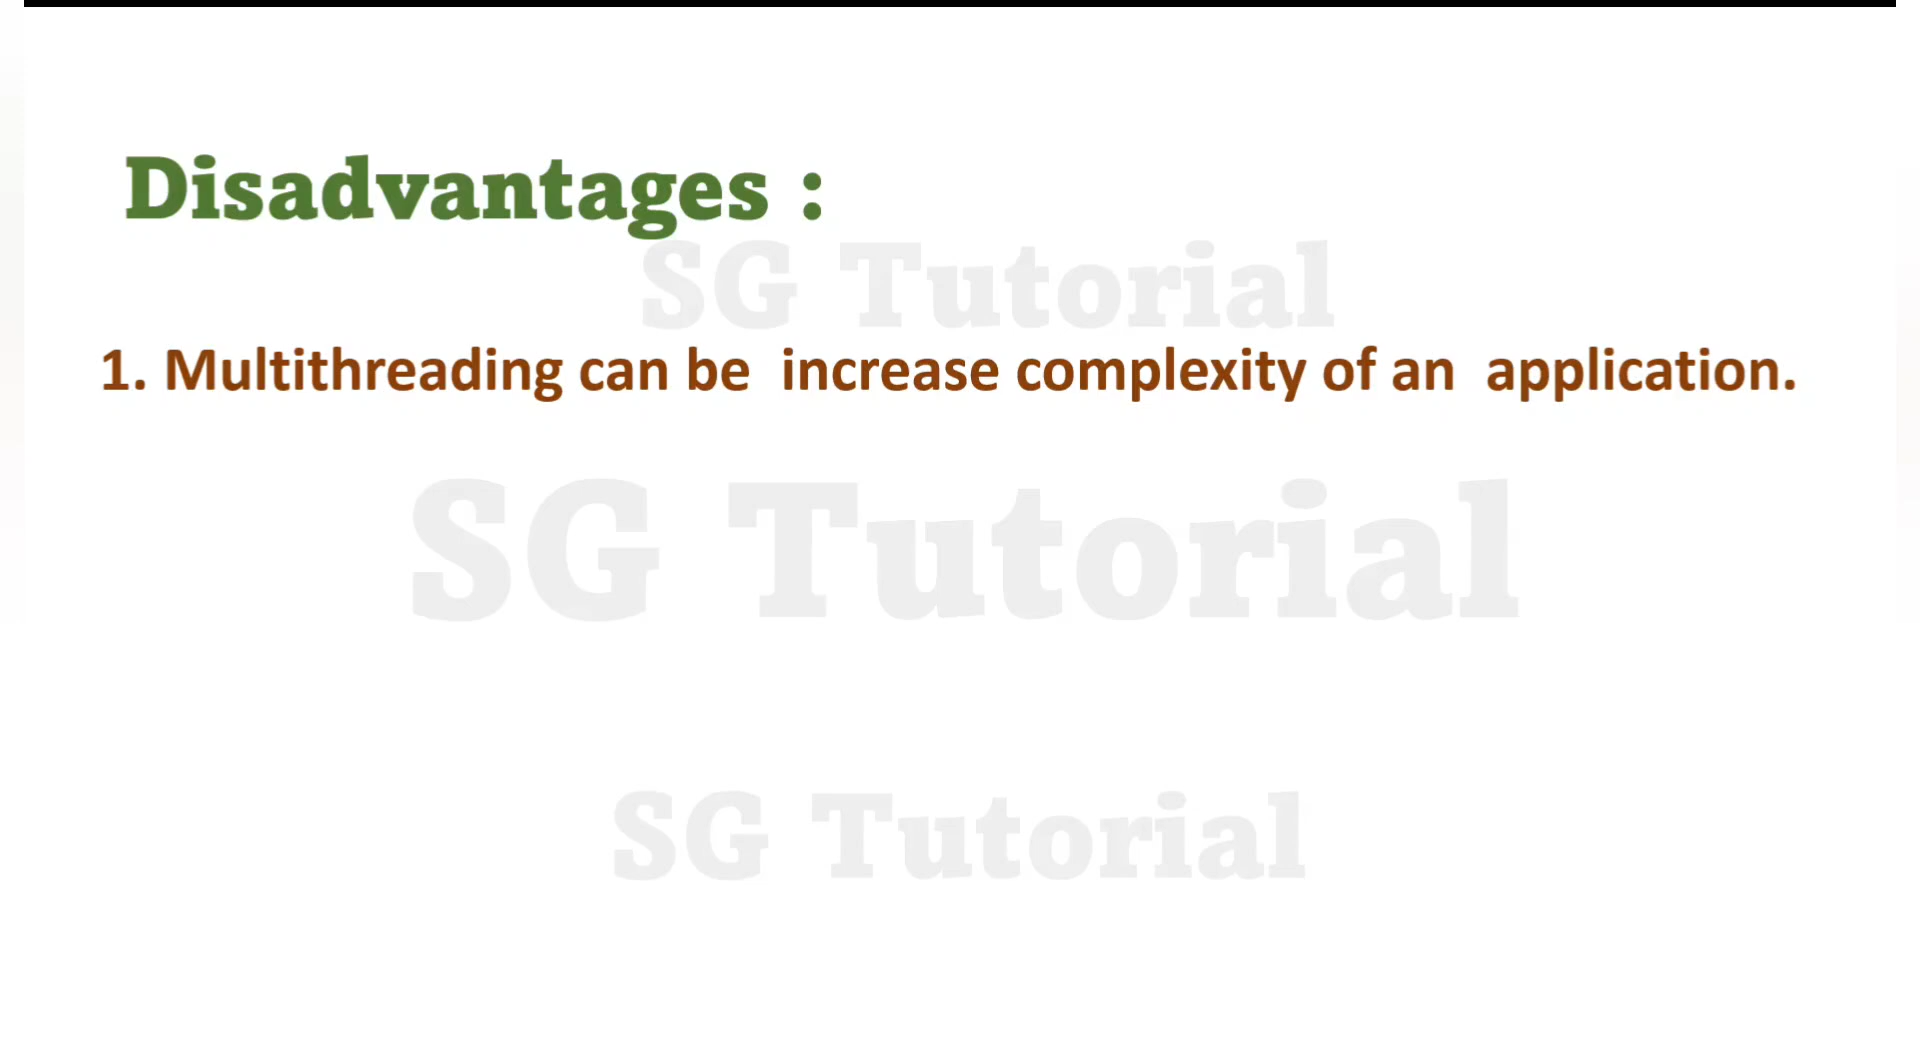 Disadvantages :
SG Tutorial
1. Multithreading can be increase complexity of an application.
SG Tutorial
SG Tutorial